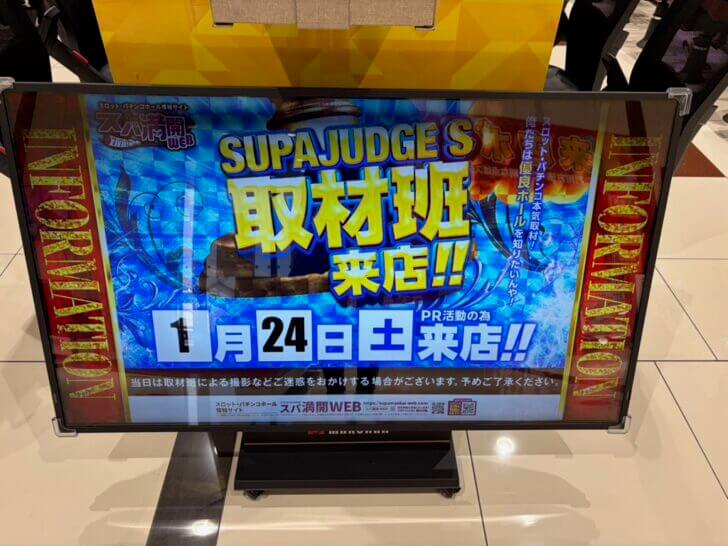 スロット・パチンコホール情報サイト
スパ満開
WEB
INFORMATION
SUPAJUDGE S
取材班
来店!!
スロット・パチンコ本気取材!
俺たちは優良ホールを知りたいんや!
INFORMATION
1月24日土
PR活動の為
来店!!
当日は取材班による撮影などご迷惑をおかけする場合がございます。予めご了承ください。
スロット・パチンコホール
情報サイト
スパ満開WEB